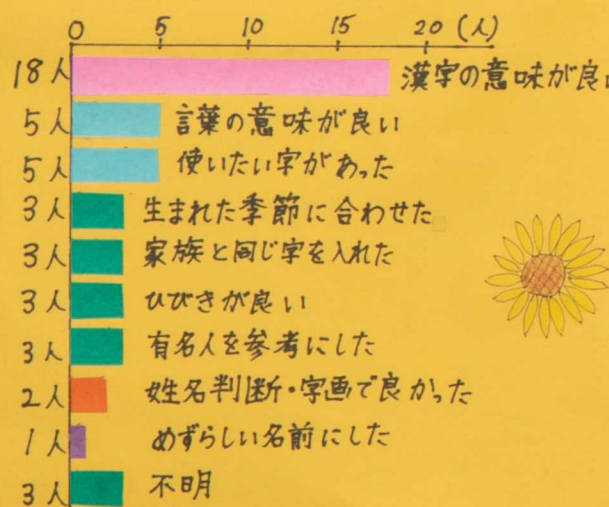 0 5 10 15 20 (人)
18人 漢字の意味が良
5人 言葉の意味が良い
5人 使いたい字があった
3人 生まれた季節に合わせた
3人 家族と同じ字を入れた
3人 ひびきが良い
3人 有名人を参考にした
2人 姓名判断・字画で良かった
1人 めずらしい名前にした
3人 不明